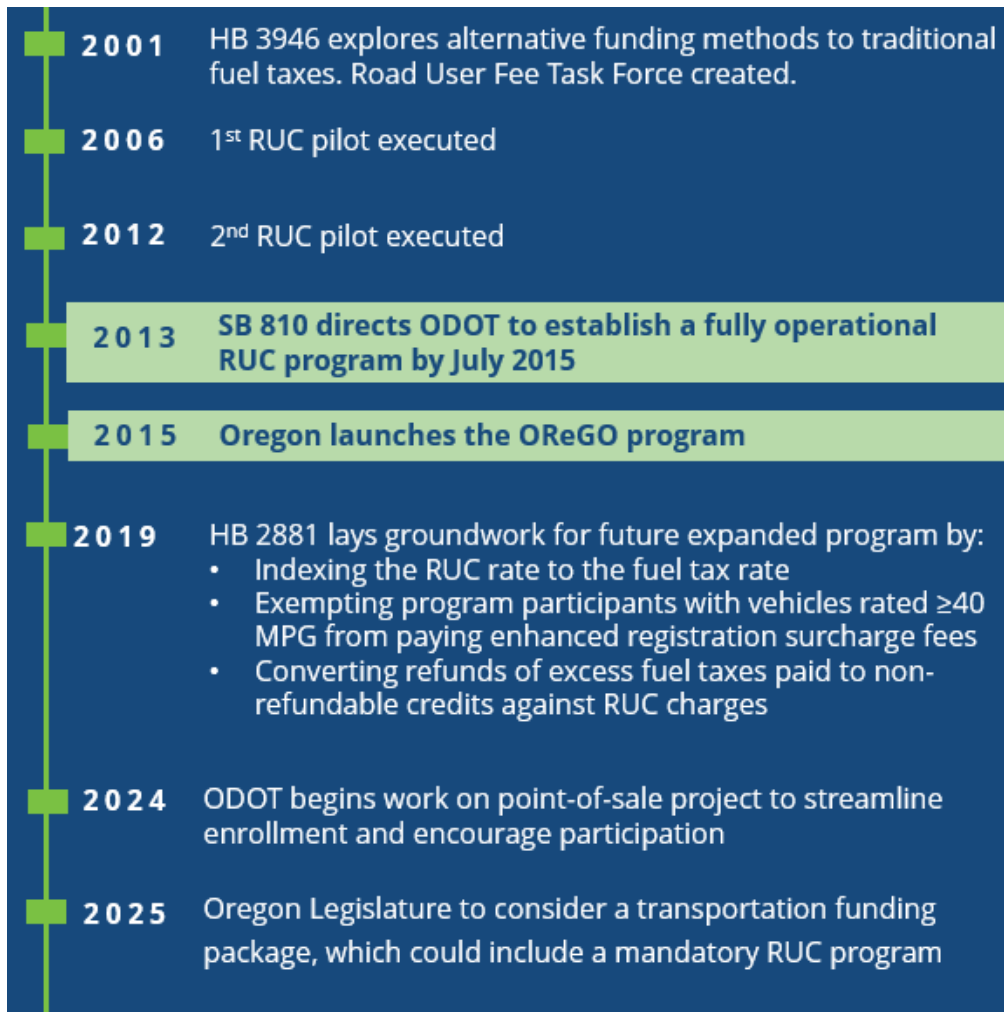 2001 HB 3946 explores alternative funding methods to traditional
fuel taxes. Road User Fee Task Force created.
2006 1st RUC pilot executed
2012 2nd RUC pilot executed
2013 SB 810 directs ODOT to establish a fully operational
RUC program by July 2015
2015 Oregon launches the OReGO program
2019 HB 2881 lays groundwork for future expanded program by:
• Indexing the RUC rate to the fuel tax rate
• Exempting program participants with vehicles rated ≥40
MPG from paying enhanced registration surcharge fees
• Converting refunds of excess fuel taxes paid to non-
refundable credits against RUC charges
2024 ODOT begins work on point-of-sale project to streamline
enrollment and encourage participation
2025 Oregon Legislature to consider a transportation funding
package, which could include a mandatory RUC program